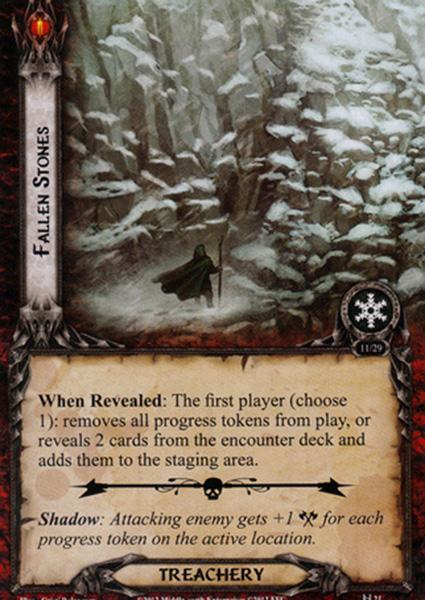 FALLEN STONES
11/29
When Revealed: The first player (choose
1): removes all progress tokens from play, or
reveals 2 cards from the encounter deck and
adds them to the staging area.
Shadow: Attacking enemy gets +1 for each
progress token on the active location.
TREACHERY